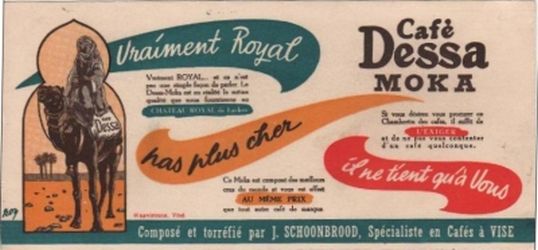 Vraiment Royal
Vraiment ROYAL,.. et ce n'est
pas une simple façon de parler. Le
Dessa-Moka est en réalité la même
qualité que nous fournissons au
CHATEAU ROYAL de Laeken
Café
Dessa
MOKA
Si vous désirez vous procurer ce
Chambertin des cafés, il suffit de
L'EXIGER
et de ne pas vous contenter
d'un café quelconque.
pas plus cher
Ce Moka est composé des meilleurs
crus du monde et vous est offert
AU MÊME PRIX
que tout autre café de marque.
il ne tient qu'à Vous
Dessa
Composé et torréfié par J. SCHOONBROOD, Spécialiste en Cafés à VISE